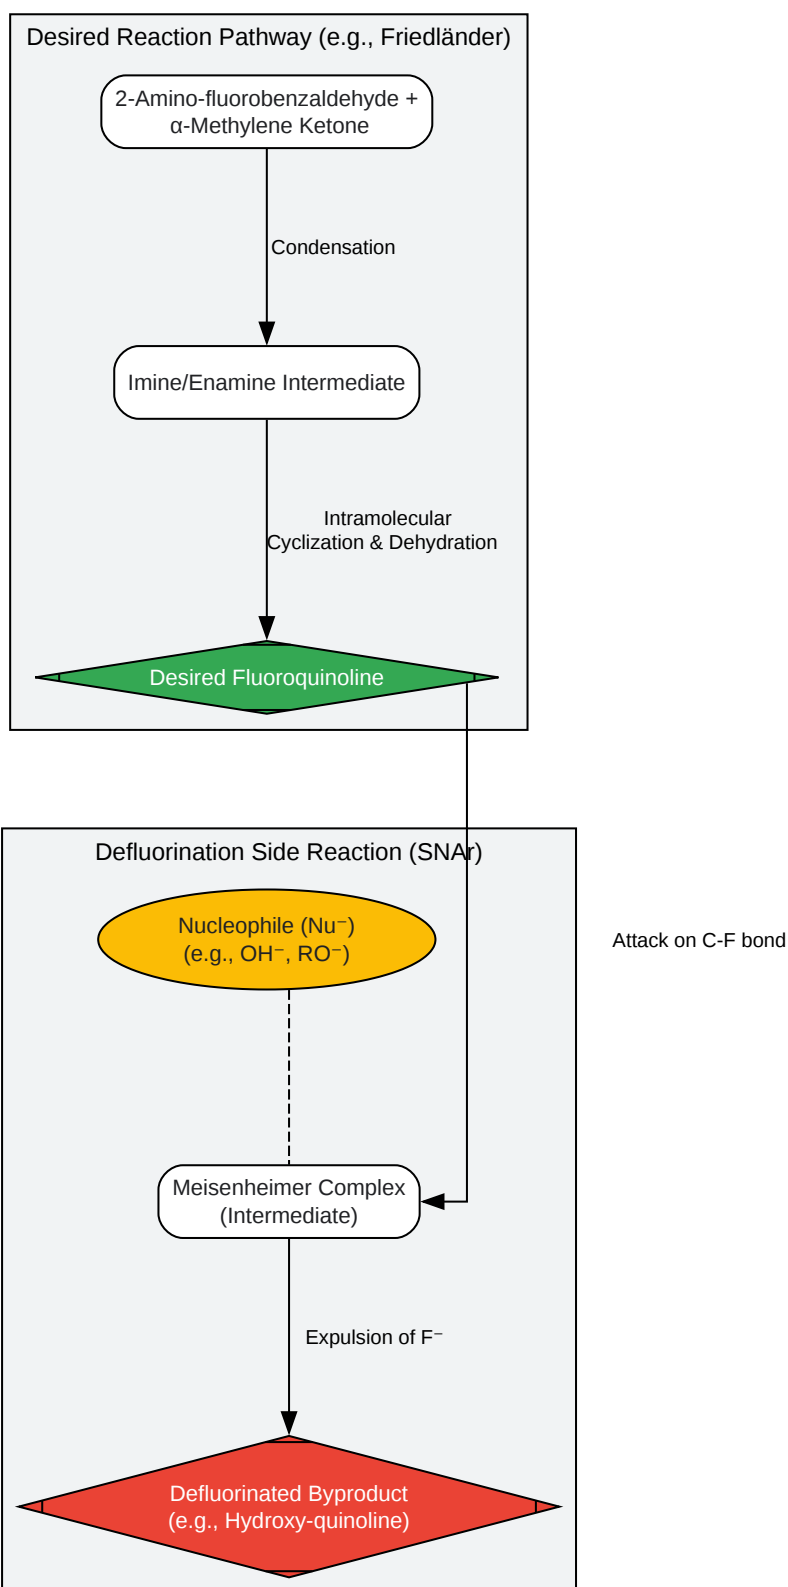 Desired Reaction Pathway (e.g., Friedländer)
2-Amino-fluorobenzaldehyde +
α-Methylene Ketone
Condensation
Imine/Enamine Intermediate
Intramolecular
Cyclization & Dehydration
Desired Fluoroquinoline
Defluorination Side Reaction (SNAr)
Nucleophile (Nu⁻)
(e.g., OH⁻, RO⁻)
Attack on C-F bond
Meisenheimer Complex
(Intermediate)
Expulsion of F⁻
Defluorinated Byproduct
(e.g., Hydroxy-quinoline)